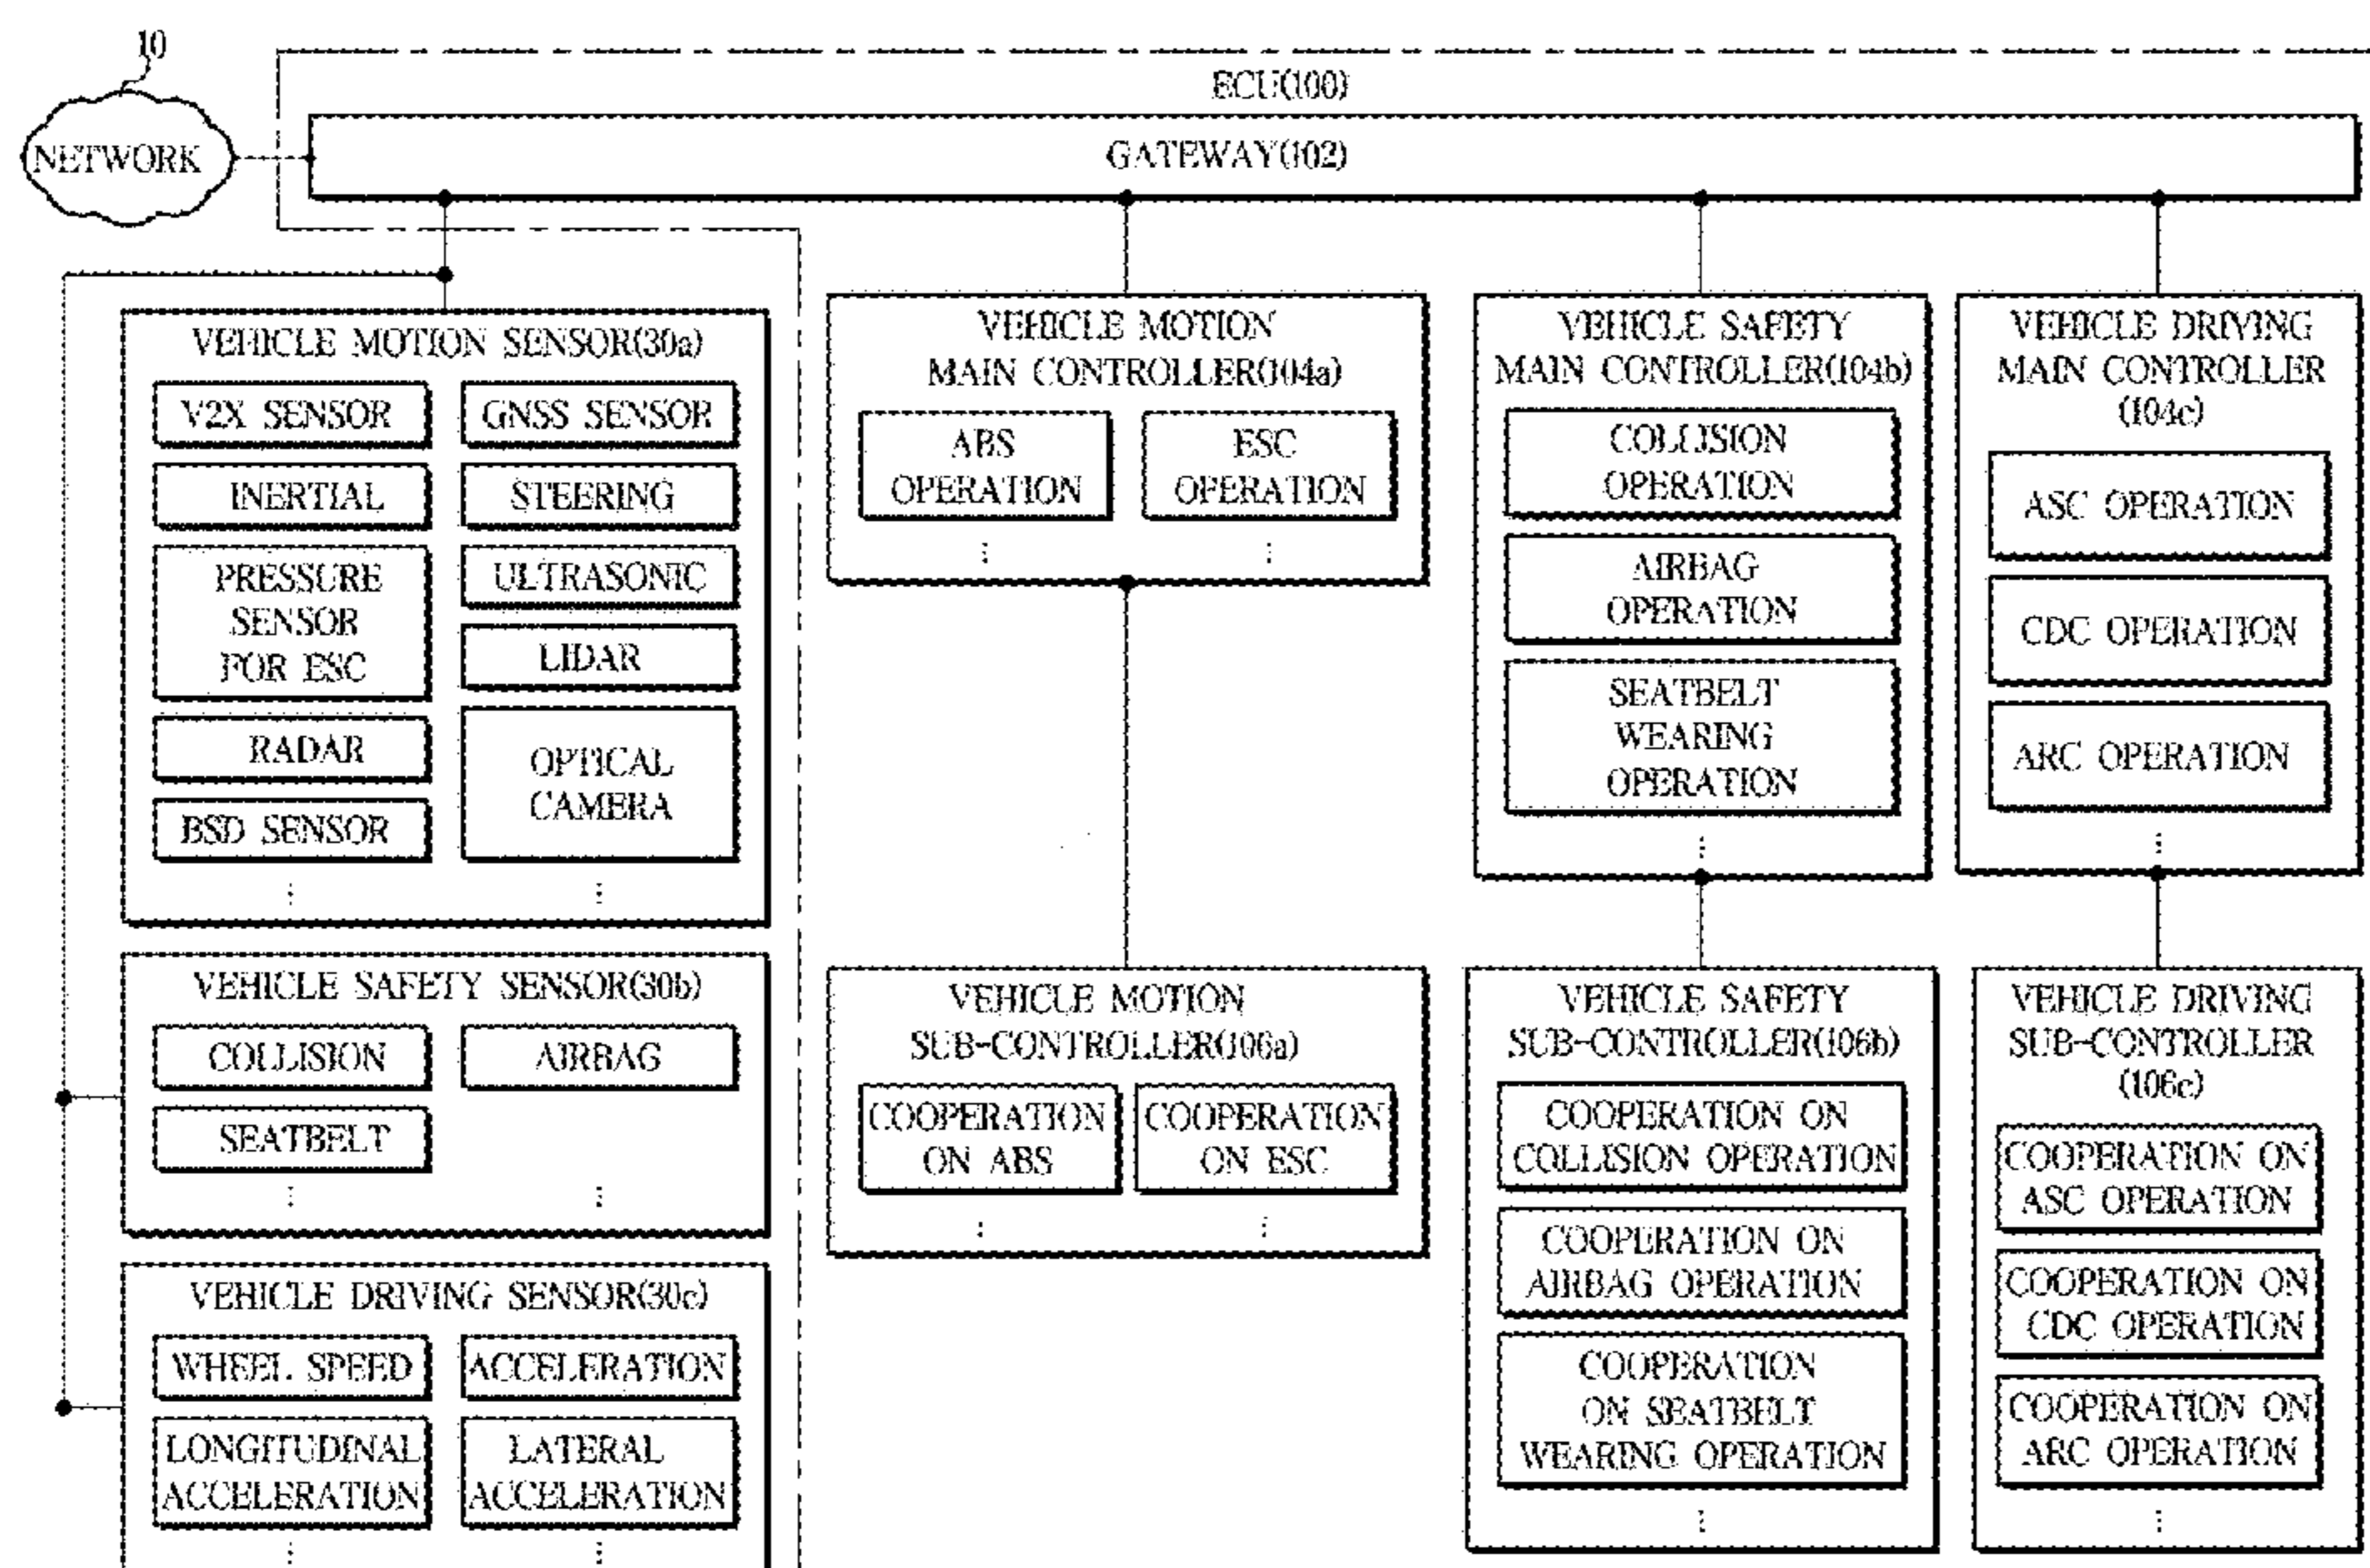 10
ECU(100)
NETWORK
GATEWAY(102)
VEHICLE MOTION SENSOR(30a)
V2X SENSOR
GNSS SENSOR
INERTIAL
STEERING
PRESSURE
SENSOR
FOR ESC
ULTRASONIC
LIDAR
RADAR
OPTICAL
CAMERA
BSD SENSOR
VEHICLE SAFETY SENSOR(30b)
COLLISION
AIRBAG
SEATBELT
VEHICLE DRIVING SENSOR(30c)
WHEEL SPEED
ACCELERATION
LONGITUDINAL
ACCELERATION
LATERAL
ACCELERATION
VEHICLE MOTION
MAIN CONTROLLER(104a)
ABS
OPERATION
ESC
OPERATION
VEHICLE MOTION
SUB-CONTROLLER(106a)
COOPERATION
ON ABS
COOPERATION
ON ESC
VEHICLE SAFETY
MAIN CONTROLLER(104b)
COLLISION
OPERATION
AIRBAG
OPERATION
SEATBELT
WEARING
OPERATION
VEHICLE SAFETY
SUB-CONTROLLER(106b)
COOPERATION ON
COLLISION OPERATION
COOPERATION ON
AIRBAG OPERATION
COOPERATION
ON SEATBELT
WEARING OPERATION
VEHICLE DRIVING
MAIN CONTROLLER
(104c)
ASC OPERATION
CDC OPERATION
ARC OPERATION
VEHICLE DRIVING
SUB-CONTROLLER
(106c)
COOPERATION ON
ASC OPERATION
COOPERATION ON
CDC OPERATION
COOPERATION ON
ARC OPERATION